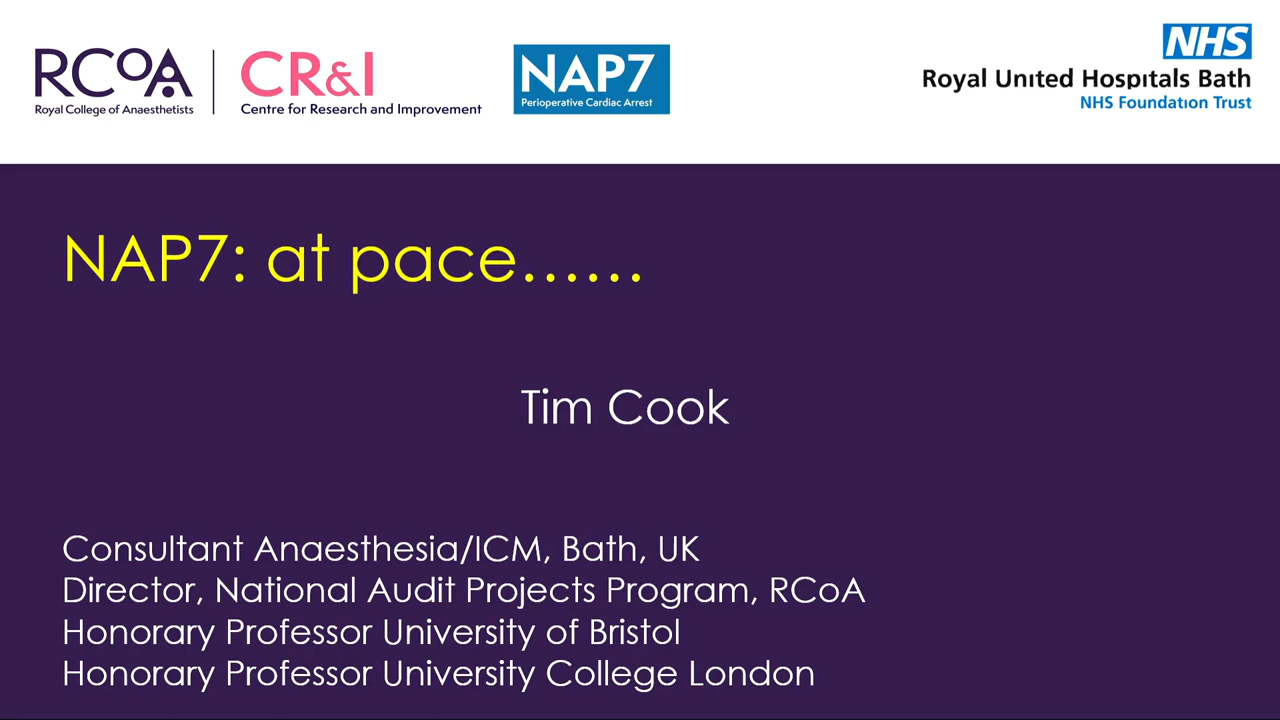 RCOA
Royal College of Anaesthetists
CR&I
Centre for Research and Improvement
NAP7
Perioperative Cardiac Arrest
NHS
Royal United Hospitals Bath
NHS Foundation Trust
NAP7: at pace……
Tim Cook
Consultant Anaesthesia/ICM, Bath, UK
Director, National Audit Projects Program, RCoA
Honorary Professor University of Bristol
Honorary Professor University College London